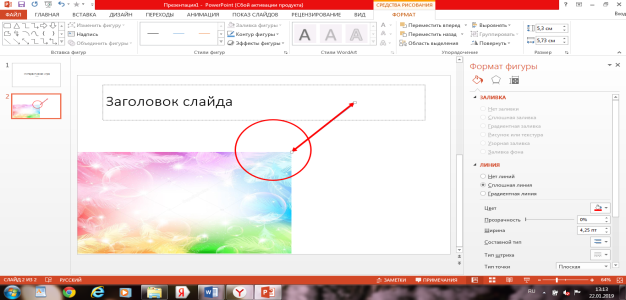 Презентация1 - PowerPoint (Сбой активации продукта)
СРЕДСТВА РИСОВАНИЯ
ФАЙЛ ГЛАВНАЯ ВСТАВКА ДИЗАЙН ПЕРЕХОДЫ АНИМАЦИЯ ПОКАЗ СЛАЙДОВ РЕЦЕНЗИРОВАНИЕ ВИД ФОРМАТ Вход
Изменить фигуру
Надпись
Объединить фигуры
Вставка фигур
Заливка фигуры
Контур фигуры
Эффекты фигуры
Стили фигур
A A A
Стили WordArt
Переместить вперед
Переместить назад
Область выделения
Выровнять
Группировать
Повернуть
Упорядочение
5,3 см
5,73 см
Размер
1
2
Заголовок слайда
Формат фигуры
ЗАЛИВКА
Нет заливки
Сплошная заливка
Градиентная заливка
Рисунок или текстура
Узорная заливка
Заливка фона
ЛИНИЯ
Нет линий
Сплошная линия
Градиентная линия
Цвет
Прозрачность 0%
Ширина 4,25 пт
Составной тип
Тип штриха
Тип точки Плоская
СЛАЙД 2 ИЗ 2 РУССКИЙ ЗАМЕТКИ ПРИМЕЧАНИЯ 64%
RU 13:13
22.01.2019